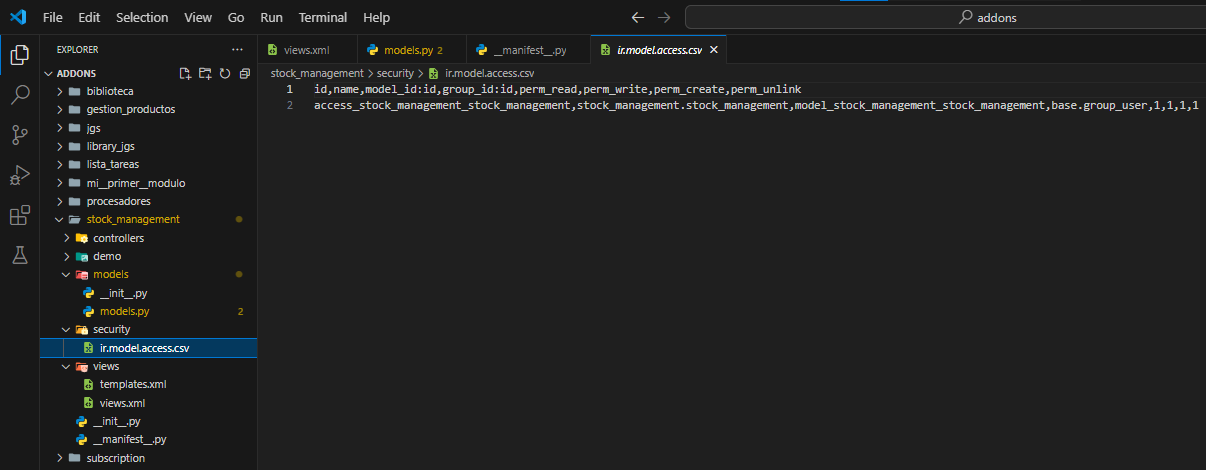 File Edit Selection View Go Run Terminal Help
addons
EXPLORER
views.xml
models.py 2
__manifest__.py
ir.model.access.csv
ADDONS
stock_management > security > ir.model.access.csv
biblioteca
1 id,name,model_id:id,group_id:id,perm_read,perm_write,perm_create,perm_unlink
gestion_productos
2 access_stock_management_stock_management,stock_management.stock_management,model_stock_management_stock_management,base.group_user,1,1,1,1
jgs
library_jgs
lista_tareas
mi__primer__modulo
procesadores
stock_management
controllers
demo
models
__init__.py
models.py 2
security
ir.model.access.csv
views
templates.xml
views.xml
__init__.py
__manifest__.py
subscription